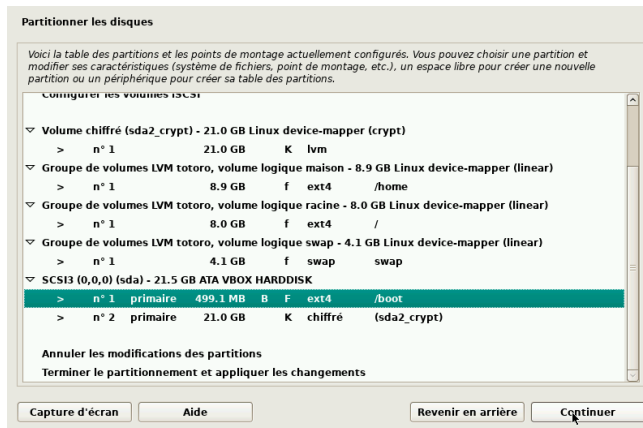 Partitionner les disques
Voici la table des partitions et les points de montage actuellement configurés. Vous pouvez choisir une partition et
modifier ses caractéristiques (système de fichiers, point de montage, etc.), un espace libre pour créer une nouvelle
partition ou un périphérique pour créer sa table des partitions.
Configurer les volumes iSCSI
Volume chiffré (sda2_crypt) - 21.0 GB Linux device-mapper (crypt)
> n° 1 21.0 GB K lvm
Groupe de volumes LVM totoro, volume logique maison - 8.9 GB Linux device-mapper (linear)
> n° 1 8.9 GB f ext4 /home
Groupe de volumes LVM totoro, volume logique racine - 8.0 GB Linux device-mapper (linear)
> n° 1 8.0 GB f ext4 /
Groupe de volumes LVM totoro, volume logique swap - 4.1 GB Linux device-mapper (linear)
> n° 1 4.1 GB f swap swap
SCSI3 (0,0,0) (sda) - 21.5 GB ATA VBOX HARDDISK
> n° 1 primaire 499.1 MB B F ext4 /boot
> n° 2 primaire 21.0 GB K chiffré (sda2_crypt)
Annuler les modifications des partitions
Terminer le partitionnement et appliquer les changements
Capture d'écran Aide Revenir en arrière Continuer